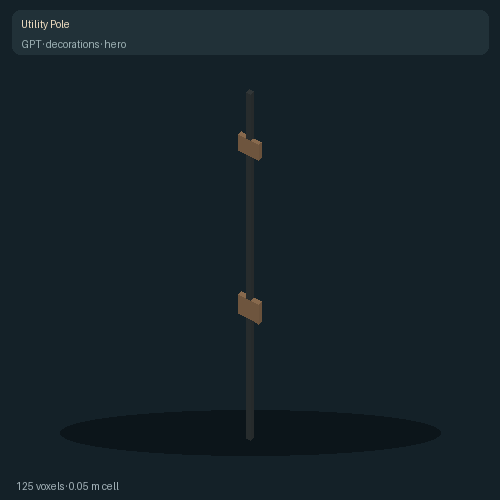 Utility Pole
GPT · decorations · hero
125 voxels · 0.05 m cell